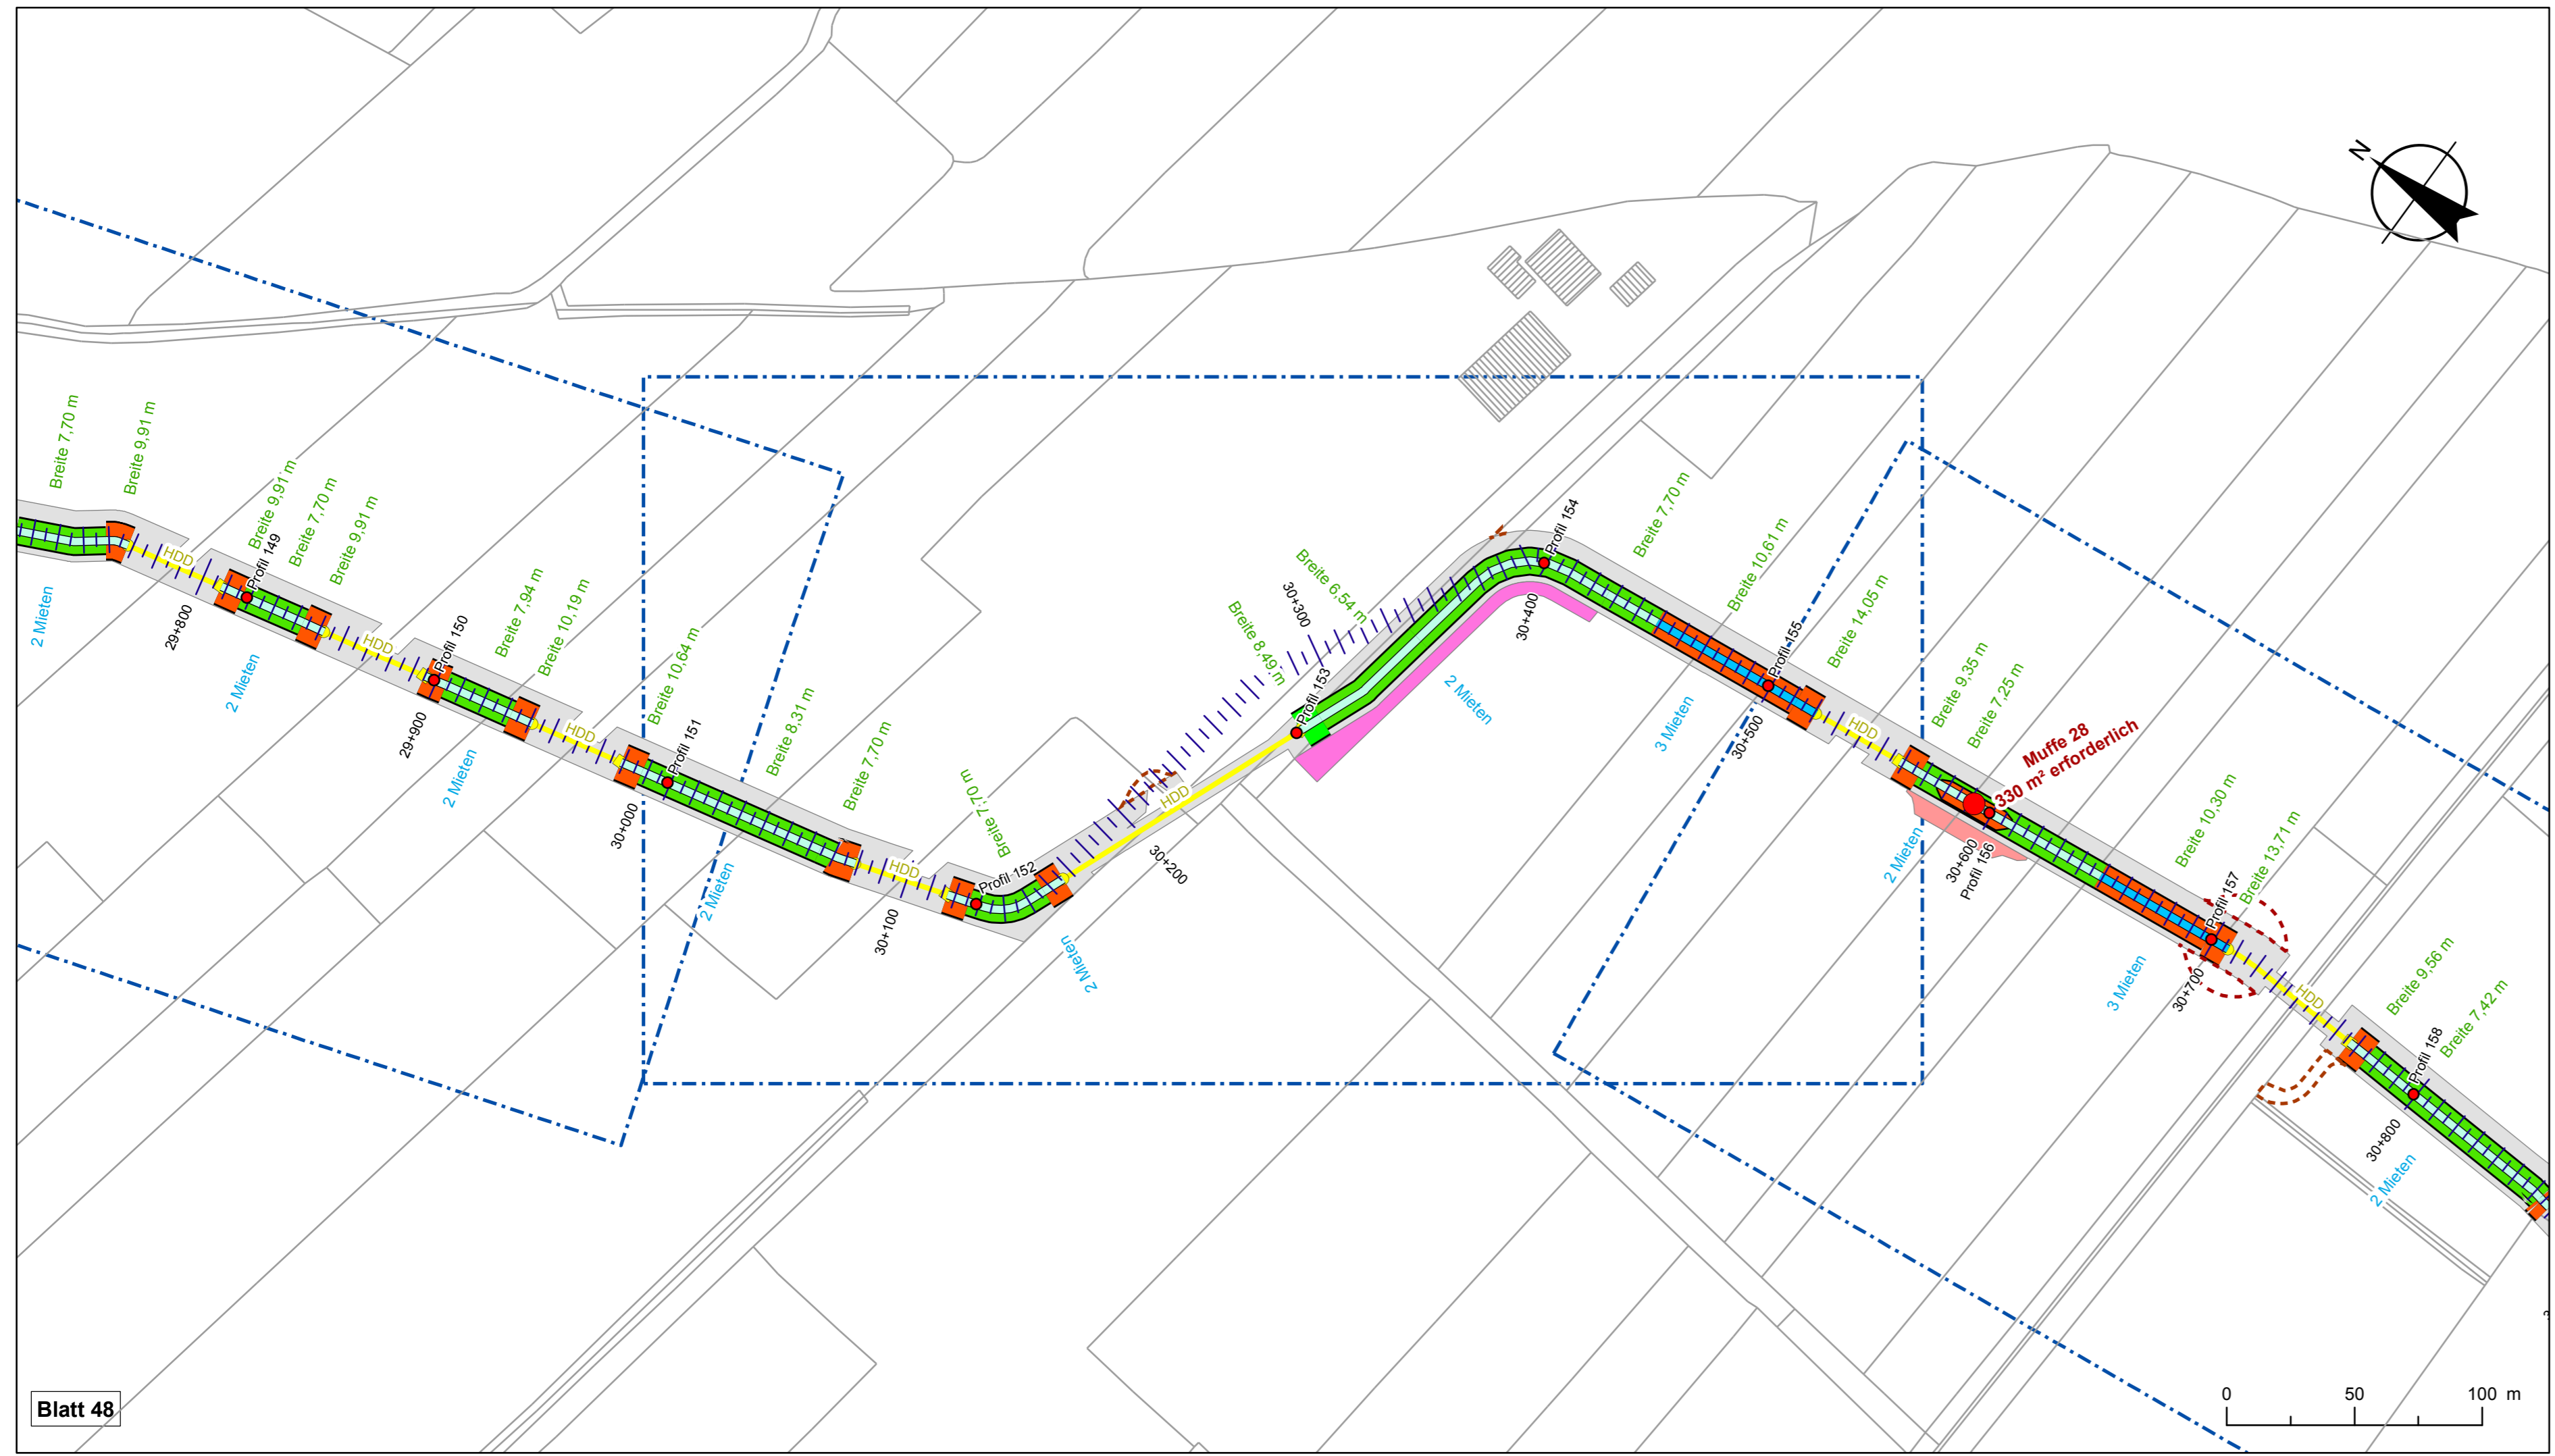 N
Breite 7,70 m
Breite 9,91 m
HDD
29+800
2 Mieten
Breite 9,91 m
Profil 149
Breite 7,70 m
Breite 9,91 m
2 Mieten
HDD
29+900
Profil 150
Breite 7,94 m
Breite 10,19 m
2 Mieten
HDD
30+000
Breite 10.64 m
Profil 151
Breite 8,31 m
Breite 7,70 m
2 Mieten
HDD
30+100
Breite 7,70 m
Profil 152
2 Mieten
HDD
30+200
Breite 8,49 m
30+300
Breite 6,54 m
Profil 153
2 Mieten
30+400
Profil 154
Breite 7,70 m
Breite 10,61 m
3 Mieten
Profil 155
30+500
Breite 14,05 m
HDD
Breite 9,35 m
Breite 7,25 m
Muffe 28
330 m² erforderlich
2 Mieten
30+600
Profil 156
Breite 10,30 m
Profil 157
Breite 13,71 m
3 Mieten
30+700
HDD
Breite 9,56 m
Breite 7,42 m
Profil 158
30+800
2 Mieten
Blatt 48
0 50 100 m